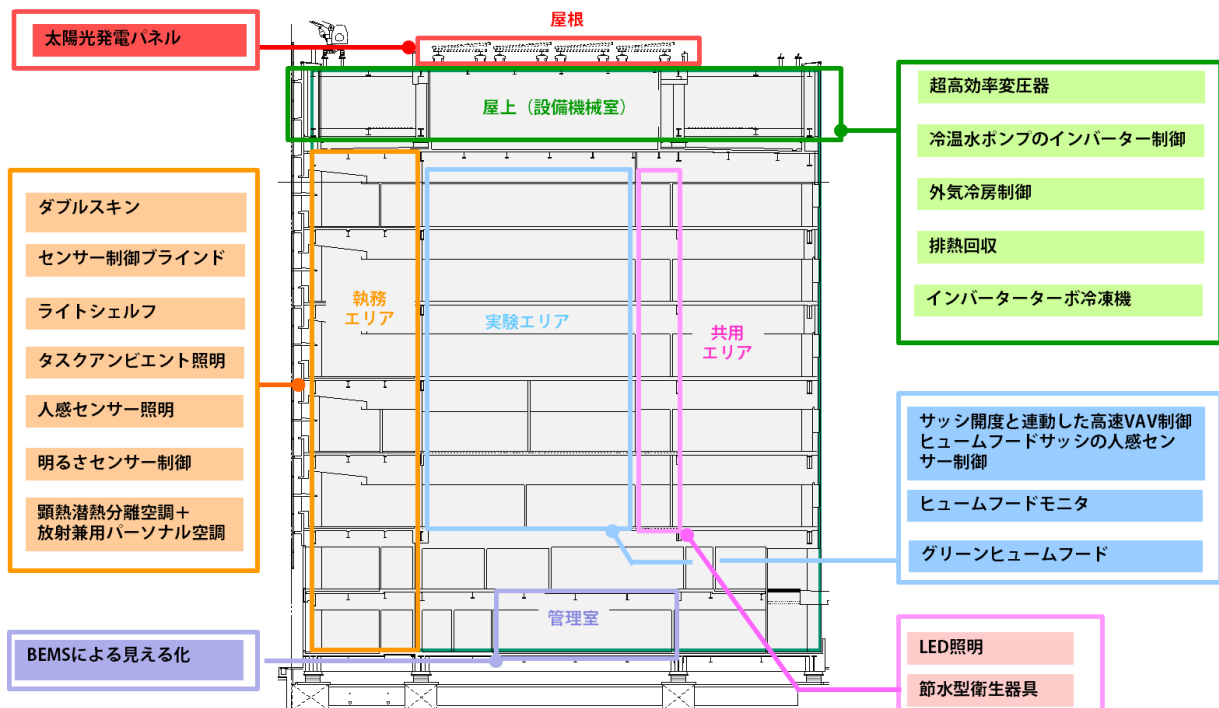 屋根
太陽光発電パネル
屋上（設備機械室）
超高効率変圧器
冷温水ポンプのインバーター制御
外気冷房制御
排熱回収
インバーターターボ冷凍機
ダブルスキン
センサー制御ブラインド
ライトシェルフ
タスクアンビエント照明
人感センサー照明
明るさセンサー制御
顕熱潜熱分離空調＋
放射兼用パーソナル空調
執務
エリア
実験エリア
共用
エリア
サッシ開度と連動した高速VAV制御
ヒュームフードサッシの人感セン
サー制御
ヒュームフードモニタ
グリーンヒュームフード
管理室
BEMSによる見える化
LED照明
節水型衛生器具